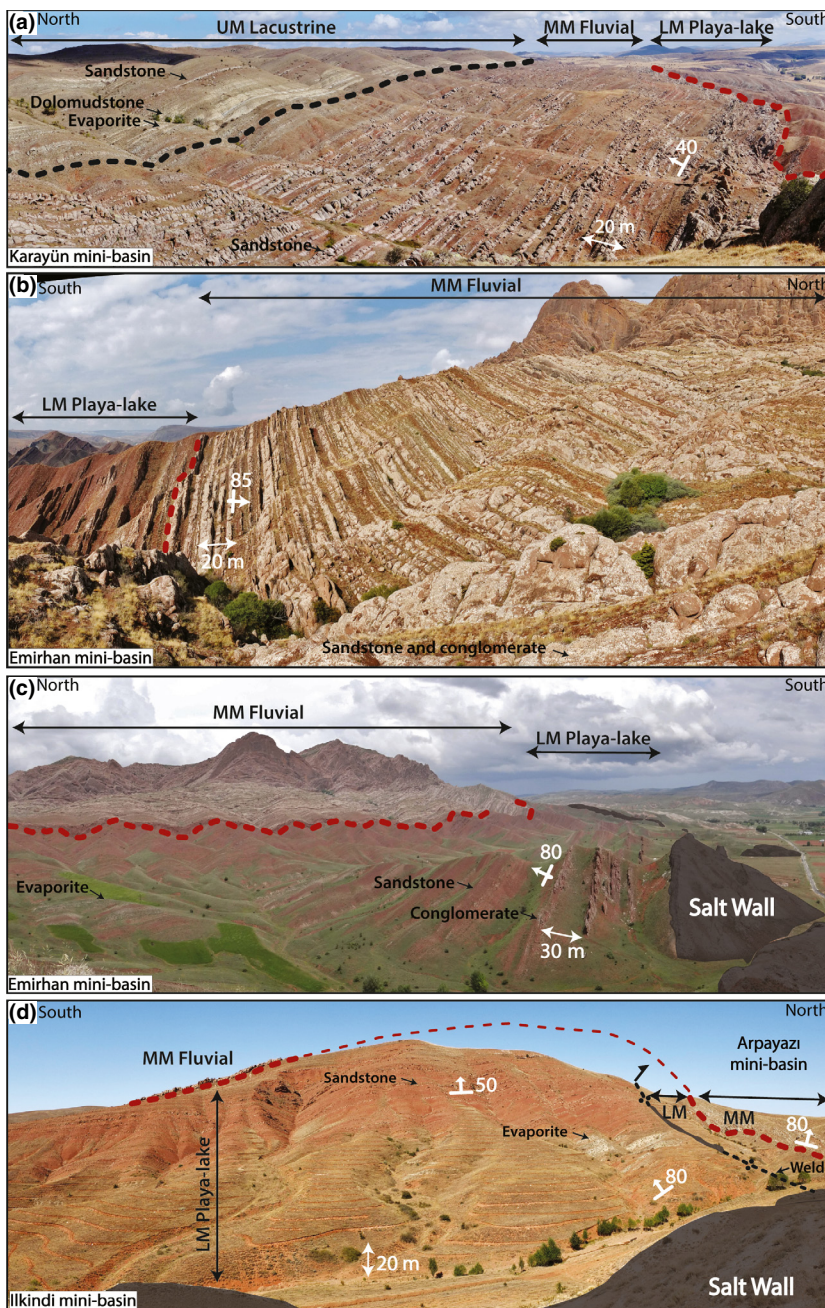 (a) North
South
UM Lacustrine
MM Fluvial
LM Playa-lake
Sandstone
Dolomudstone
Evaporite
40
20 m
Sandstone
Karayün mini-basin
(b) South
MM Fluvial
North
LM Playa-lake
85
20 m
Sandstone and conglomerate
Emirhan mini-basin
(c) North
South
MM Fluvial
LM Playa-lake
80
Evaporite
Sandstone
Conglomerate
Salt Wall
30 m
Emirhan mini-basin
(d) South
North
MM Fluvial
Arpayazı
mini-basin
Sandstone
50
LM
MM
Evaporite
80
LM Playa-lake
80
Weld
20 m
Salt Wall
Ilkindi mini-basin